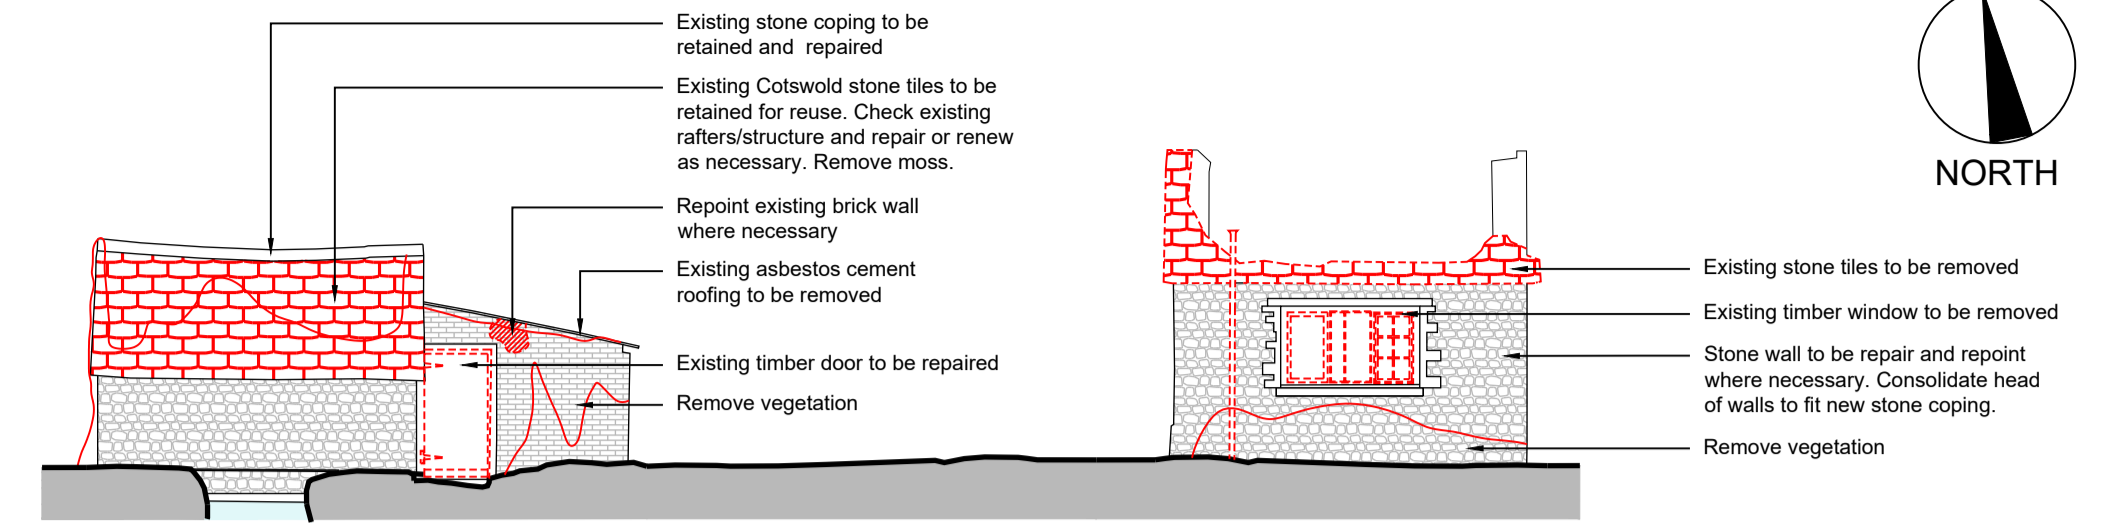 Existing stone coping to be
retained and  repaired
Existing Cotswold stone tiles to be
retained for reuse. Check existing
rafters/structure and repair or renew
as necessary. Remove moss.
Repoint existing brick wall
where necessary
Existing asbestos cement
roofing to be removed
Existing timber door to be repaired
Remove vegetation
NORTH
Existing stone tiles to be removed
Existing timber window to be removed
Stone wall to be repair and repoint
where necessary. Consolidate head
of walls to fit new stone coping.
Remove vegetation